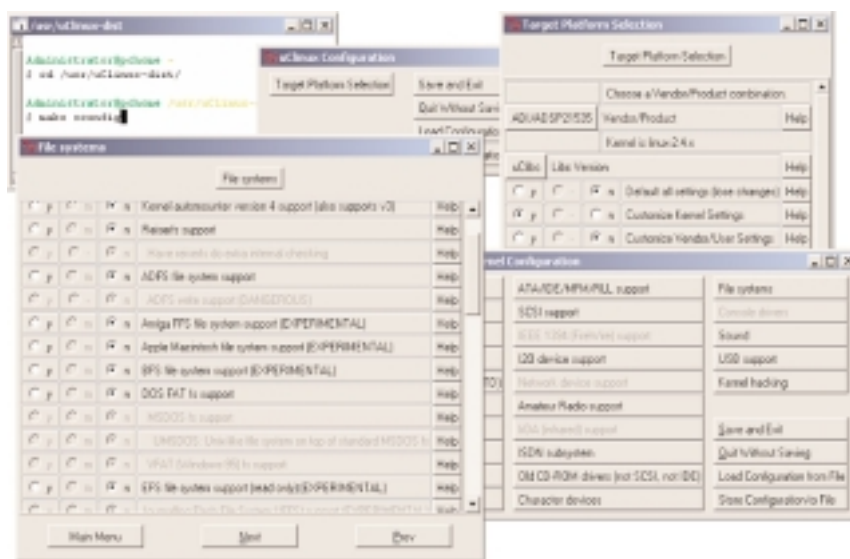 /usr/uClinux-dist
Administrator@
$ cd /usr/uClinux-dist/
Administrator@ /usr/uClinux-
$ make xconfig
uClinux Configuration
Target Platform Selection
Save and Exit
Quit Without Savi
Load Configuratio
Target Platform Selection
Target Platform Selection
Choose a Vendor/Product combination.
ADI/ADSP21535 Vendor/Product Help
Kernel is linux-2.4.x
uClibc Libc Version Help
y - n Default all settings (lose changes) Help
y - n Customize Kernel Settings Help
y - n Customize Vendor/User Settings Help
File systems
File systems
y m n Kernel automounter version 4 support (also supports v3) Help
y m n Reiserfs support Help
y - n Have reiserfs do extra internal checking Help
y m n ADFS file system support Help
y - n ADFS write support (DANGEROUS) Help
y m n Amiga FFS file system support (EXPERIMENTAL) Help
y m n Apple Macintosh file system support (EXPERIMENTAL) Help
y m n BFS file system support (EXPERIMENTAL) Help
y m n DOS FAT fs support Help
y m n MSDOS fs support Help
y m n UMSDOS: Unix-like file system on top of standard MSDOS fs Help
y m n VFAT (Windows-95) fs support Help
y m n EFS file system support (read only) (EXPERIMENTAL) Help
Main Menu Next Prev
nel Configuration
ATA/IDE/MFM/RLL support
File systems
SCSI support
Console drivers
IEEE 1394 (FireWire) support
Sound
I2O device support
USB support
Network device support
Kernel hacking
Amateur Radio support
IrDA (infrared) support
Save and Exit
ISDN subsystem
Quit Without Saving
Old CD-ROM drivers (not SCSI, not IDE)
Load Configuration from File
Character devices
Store Configuration to File